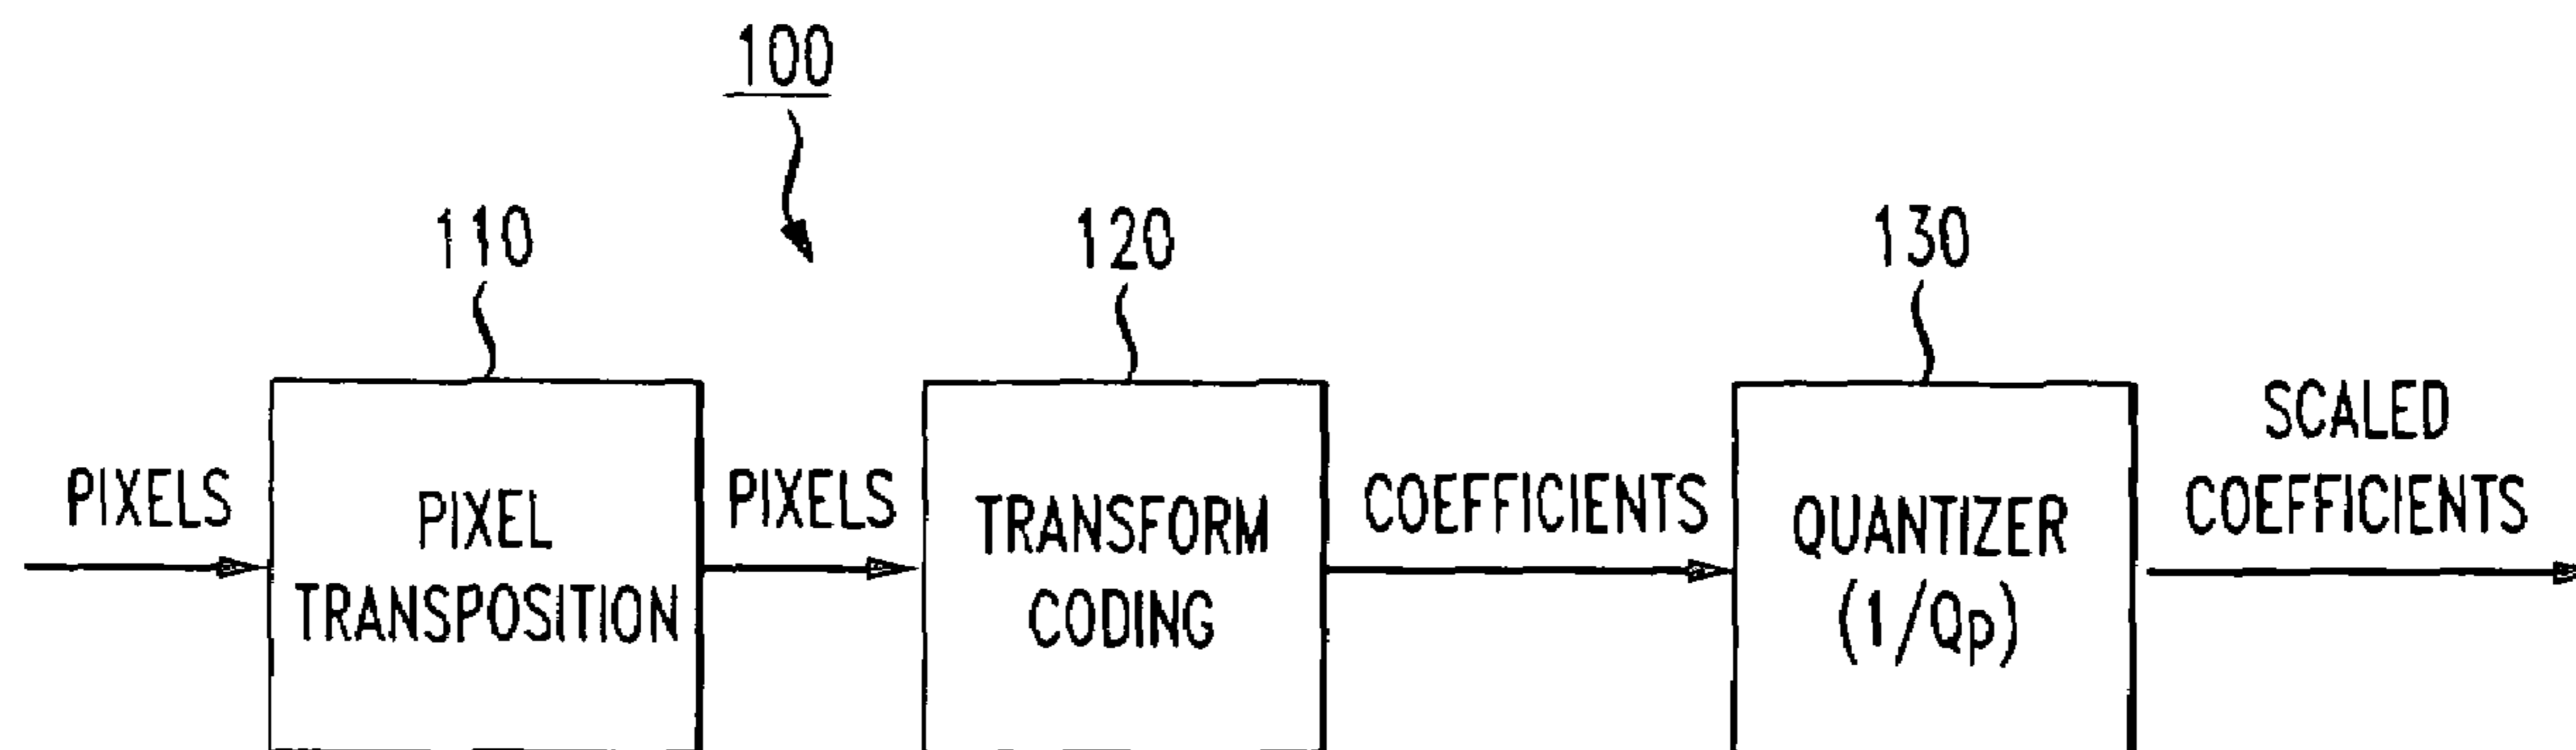 100
110
120
130
PIXELS
PIXEL
TRANSPOSITION
PIXELS
TRANSFORM
CODING
COEFFICIENTS
QUANTIZER
(1/Qp)
SCALED
COEFFICIENTS